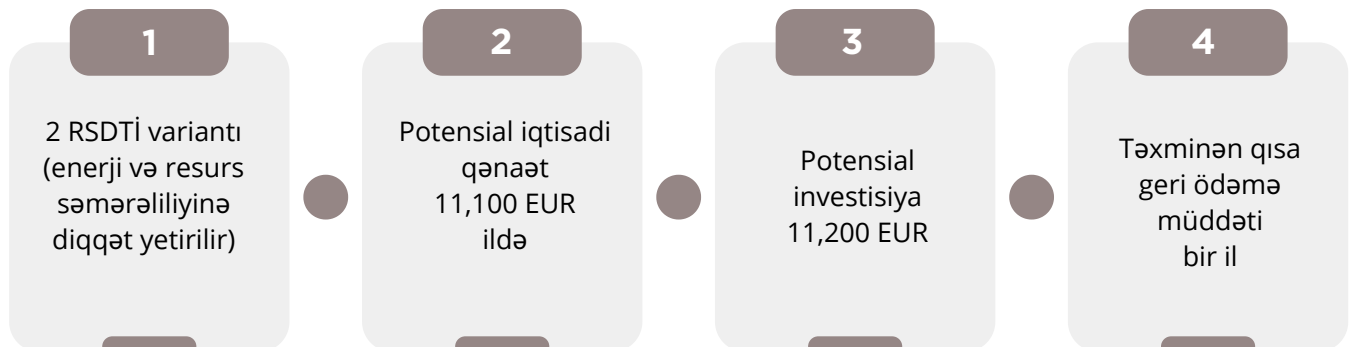 1
2 RSDTİ variantı
(enerji və resurs
səmərəliliyinə
diqqət yetirilir)
2
Potensial iqtisadi
qənaət
11,100 EUR
ildə
3
Potensial
investisiya
11,200 EUR
4
Təxminən qısa
geri ödəmə
müddəti
bir il